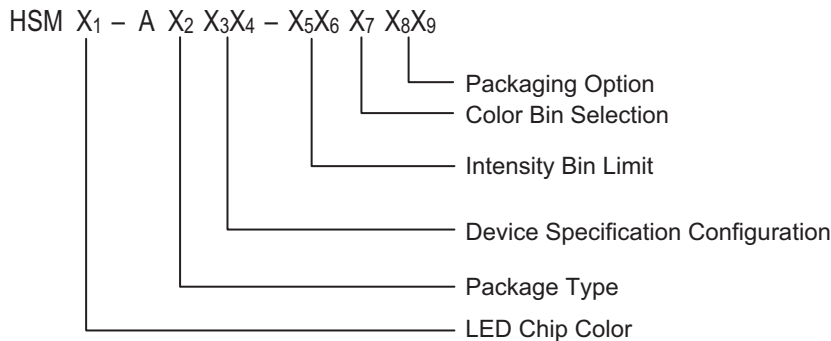 HSM X1 – A X2 X3X4 – X5X6 X7 X8X9
Packaging Option
Color Bin Selection
Intensity Bin Limit
Device Specification Configuration
Package Type
LED Chip Color